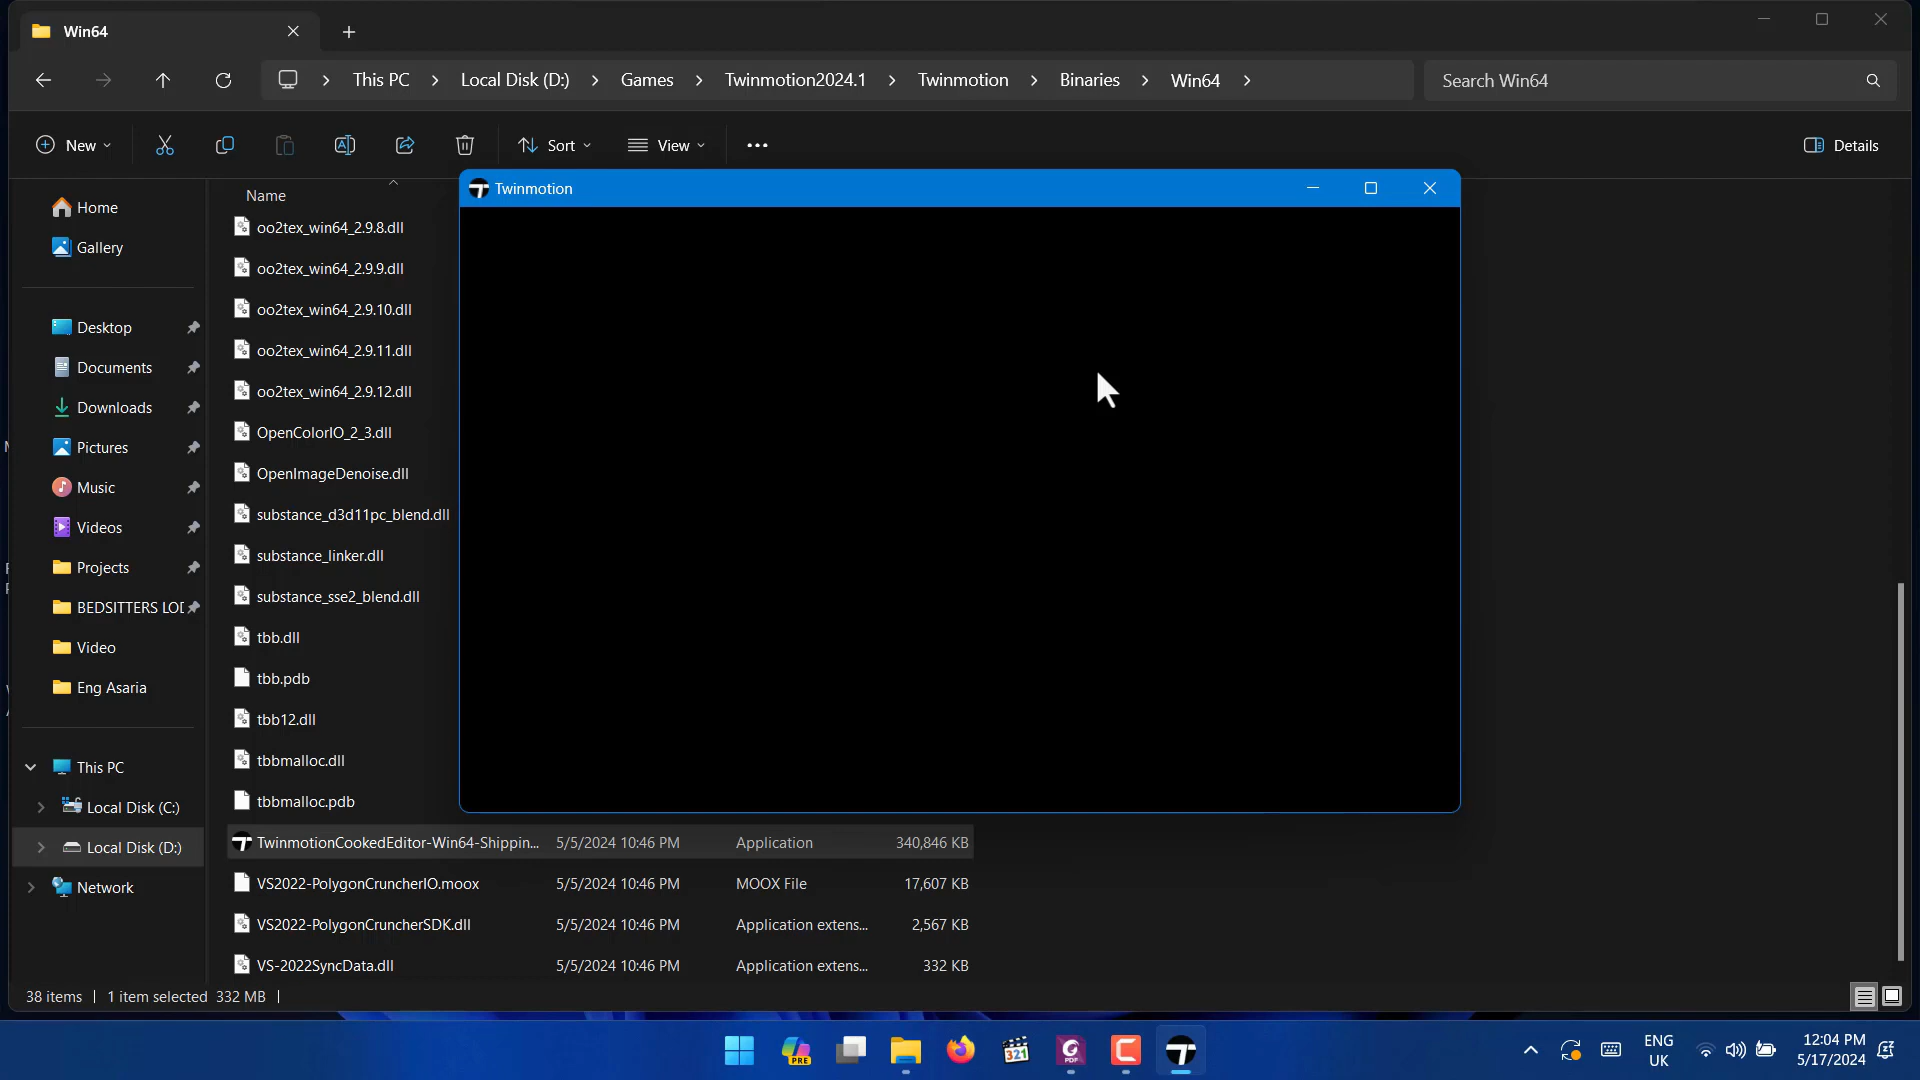 Win64
This PC
Local Disk (D:)
Games
Twinmotion2024.1
Twinmotion
Binaries
Win64
Search Win64
New
Sort
View
Details
Home
Gallery
Desktop
Documents
Downloads
Pictures
Music
Videos
Projects
BEDSITTERS LO
Video
Eng Asaria
This PC
Local Disk (C:)
Local Disk (D:)
Network
Name
oo2tex_win64_2.9.8.dll
oo2tex_win64_2.9.9.dll
oo2tex_win64_2.9.10.dll
oo2tex_win64_2.9.11.dll
oo2tex_win64_2.9.12.dll
OpenColorIO_2_3.dll
OpenImageDenoise.dll
substance_d3d11pc_blend.dll
substance_linker.dll
substance_sse2_blend.dll
tbb.dll
tbb.pdb
tbb12.dll
tbbmalloc.dll
tbbmalloc.pdb
TwinmotionCookedEditor-Win64-Shippin... 5/5/2024 10:46 PM Application 340,846 KB
VS2022-PolygonCruncherIO.moox 5/5/2024 10:46 PM MOOX File 17,607 KB
VS2022-PolygonCruncherSDK.dll 5/5/2024 10:46 PM Application extens... 2,567 KB
VS-2022SyncData.dll 5/5/2024 10:46 PM Application extens... 332 KB
Twinmotion
38 items
1 item selected 332 MB
PRE
321
PDF
ENG
UK
12:04 PM
5/17/2024